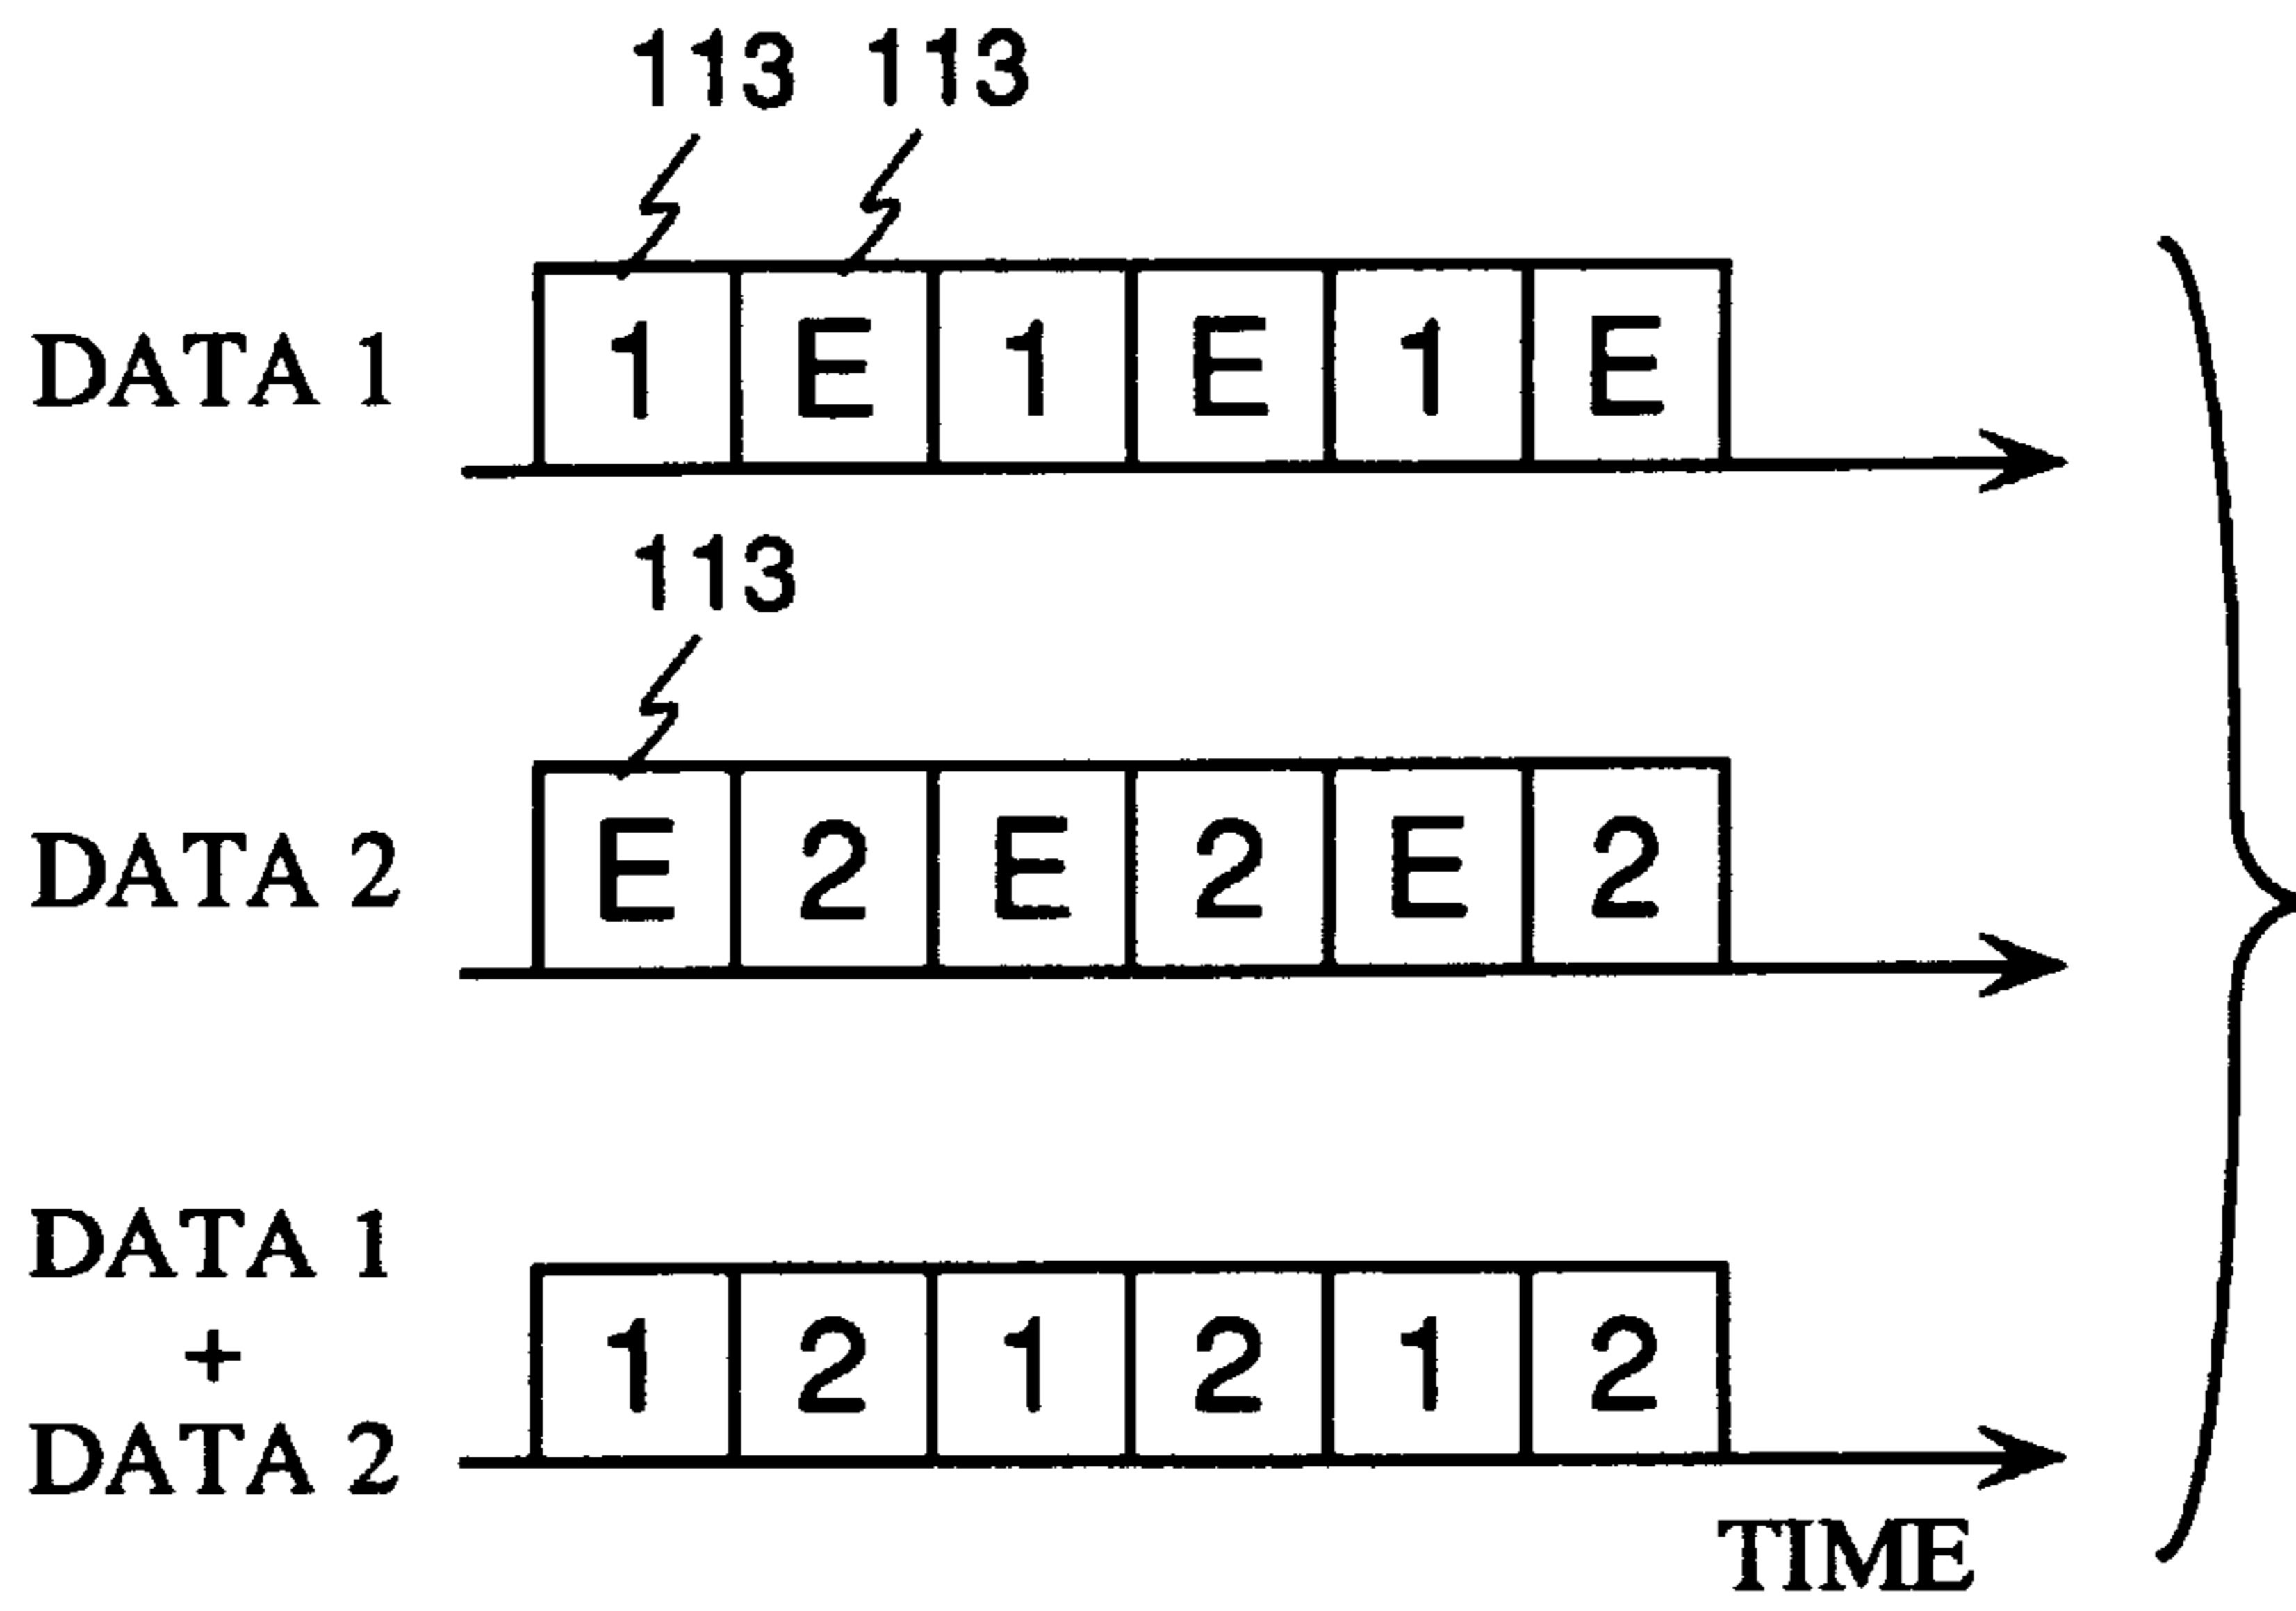 113 113
DATA 1 1 E 1 E 1 E
113
DATA 2 E 2 E 2 E 2
DATA 1
+
DATA 2
1 2 1 2 1 2
TIME